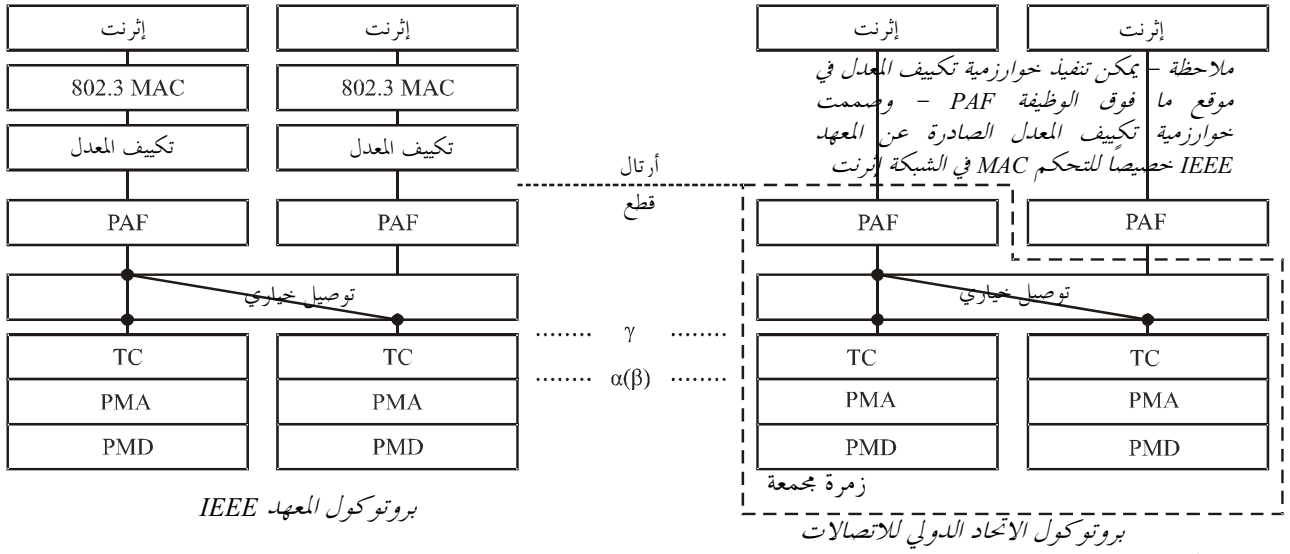 إثرنت
إثرنت
802.3 MAC
802.3 MAC
تكييف المعدل
تكييف المعدل
PAF
PAF
توصيل خياري
TC
TC
PMA
PMA
PMD
PMD
بروتوكول المعهد IEEE
أرتال
قطع
γ
α(β)
إثرنت
إثرنت
ملاحظة – يمكن تنفيذ خوارزمية تكييف المعدل في
موقع ما فوق الوظيفة PAF – وصممت
خوارزمية تكييف المعدل الصادرة عن المعهد
IEEE خصيصاً للتحكم MAC في الشبكة إثرنت
PAF
PAF
توصيل خياري
TC
TC
PMA
PMA
PMD
PMD
زمرة مجمعة
بروتوكول الاتحاد الدولي للاتصالات